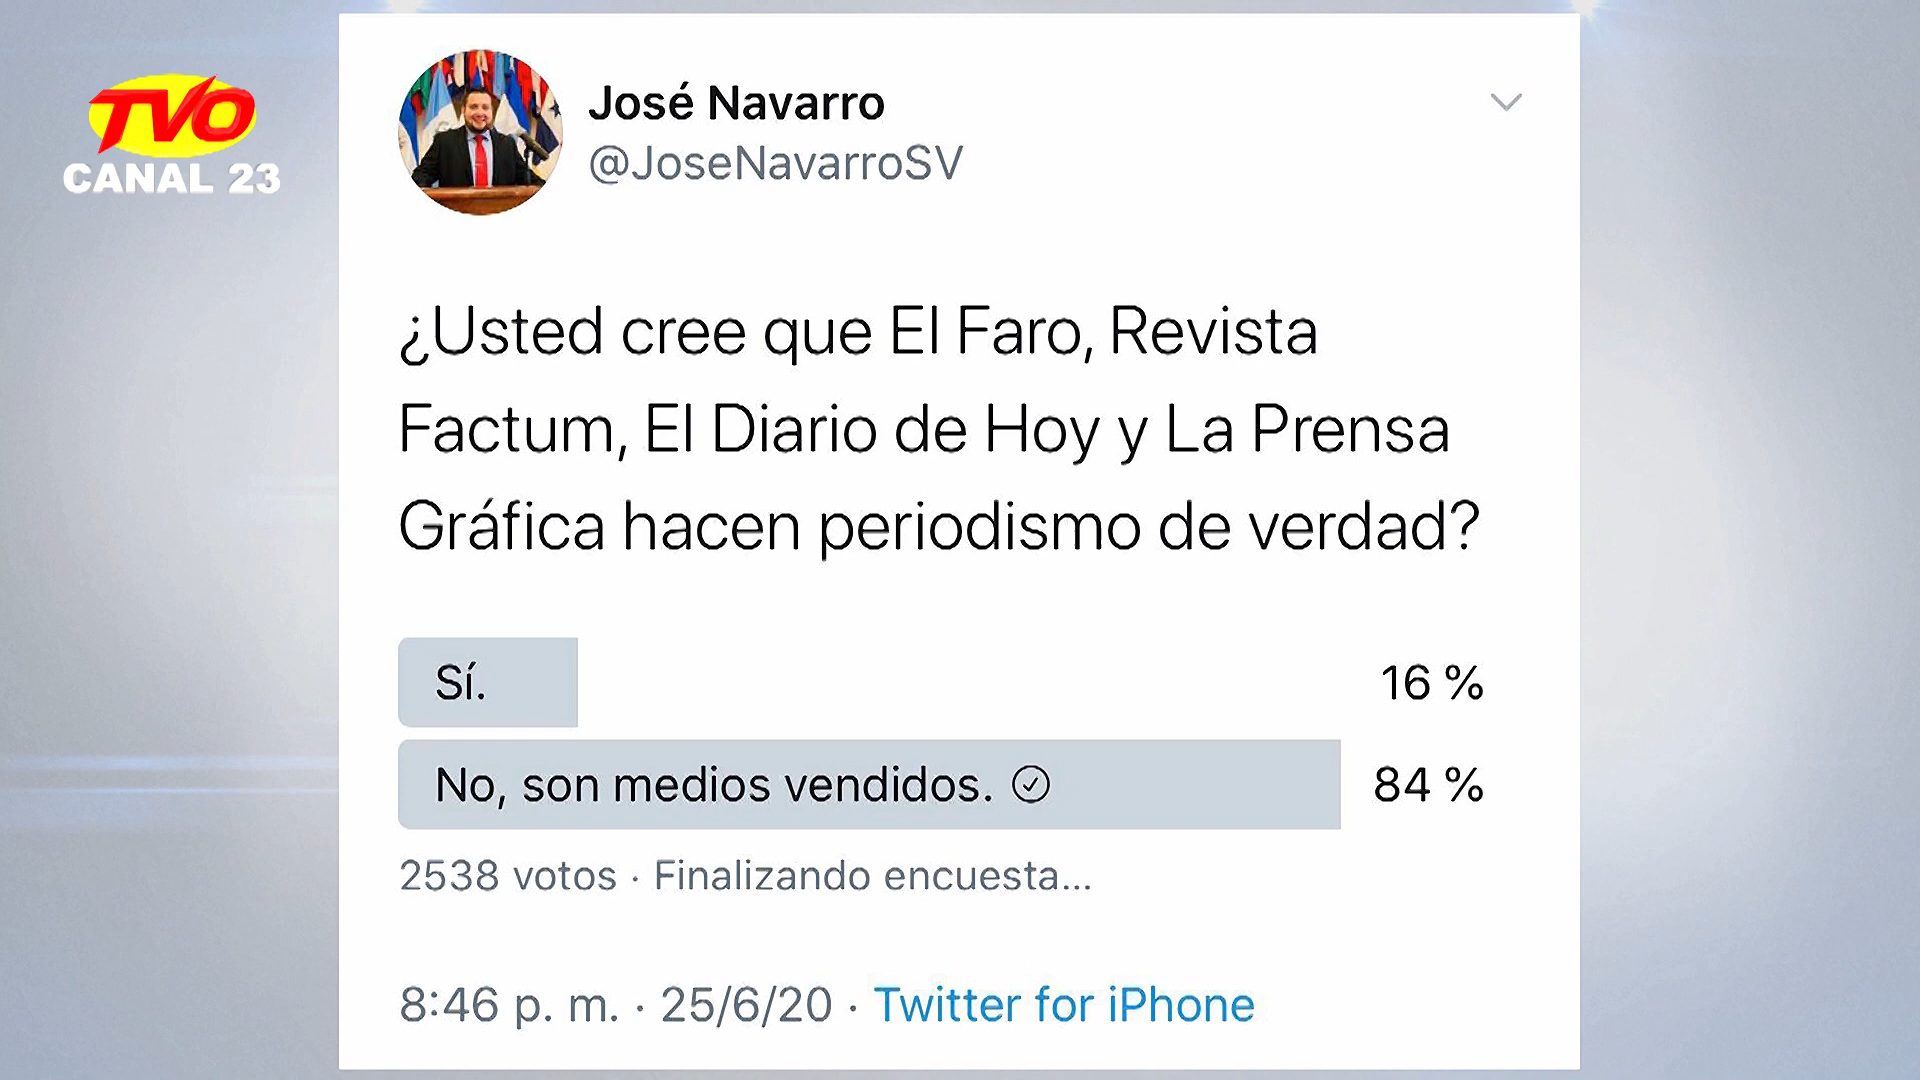 TVO
CANAL 23
José Navarro
@JoseNavarroSV
¿Usted cree que El Faro, Revista
Factum, El Diario de Hoy y La Prensa
Gráfica hacen periodismo de verdad?
Sí. 16 %
No, son medios vendidos. 84 %
2538 votos · Finalizando encuesta...
8:46 p. m. · 25/6/20 · Twitter for iPhone